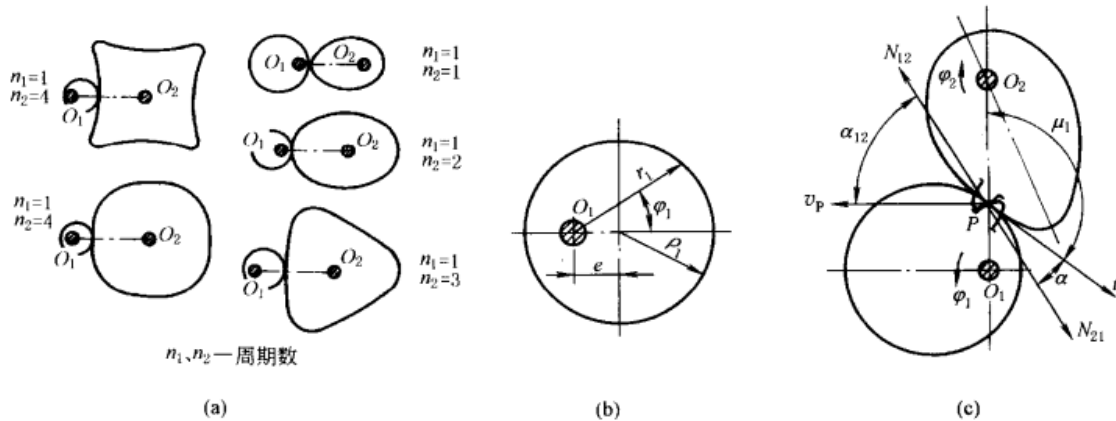 n₁=1
n₂=4
O₁
O₂
n₁=1
n₂=4
O₁
O₂
O₁
O₂
n₁=1
n₂=1
O₁
O₂
n₁=1
n₂=2
O₁
O₂
n₁=1
n₂=3
n₁、n₂—周期数
(a)
O₁
r₁
φ₁
ρ₁
e
(b)
N₁₂
φ₂
O₂
α₁₂
μ₁
v_P
P
α
φ₁
O₁
N₂₁
(c)